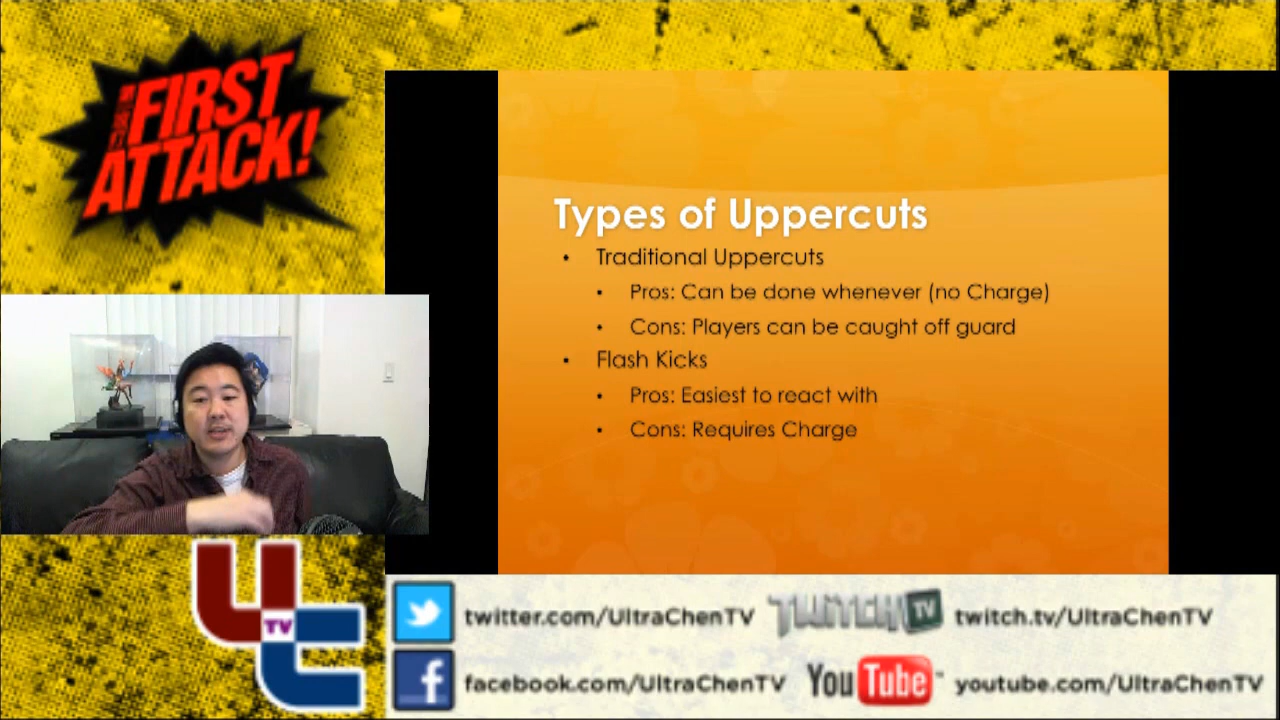 FIRST
ATTACK!
Types of Uppercuts
• Traditional Uppercuts
• Pros: Can be done whenever (no Charge)
• Cons: Players can be caught off guard
• Flash Kicks
• Pros: Easiest to react with
• Cons: Requires Charge
UC
TV
twitter.com/UltraChenTV
TWITCH TV
twitch.tv/UltraChenTV
f
facebook.com/UltraChenTV
YouTube
youtube.com/UltraChenTV